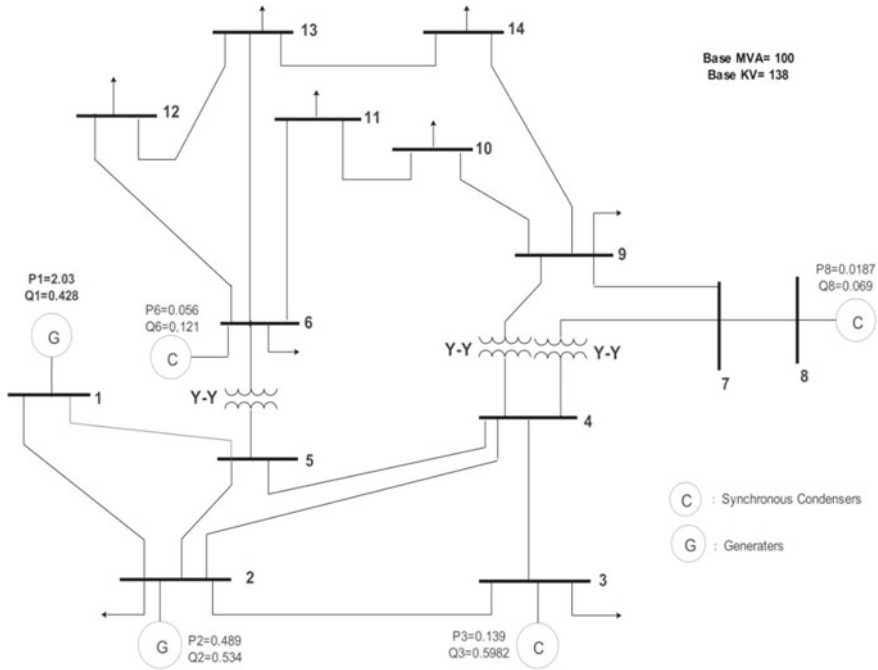 13
14
Base MVA= 100
Base KV= 138
12
11
10
9
P8=0.0187
Q8=0.069
P1=2.03
Q1=0.428
P6=0.056
Q6=0.121
6
G
C
C
Y-Y
Y-Y
Y-Y
7
8
1
4
5
C : Synchronous Condensers
G : Generaters
2
3
G
P2=0.489
Q2=0.534
P3=0.139
Q3=0.5982
C